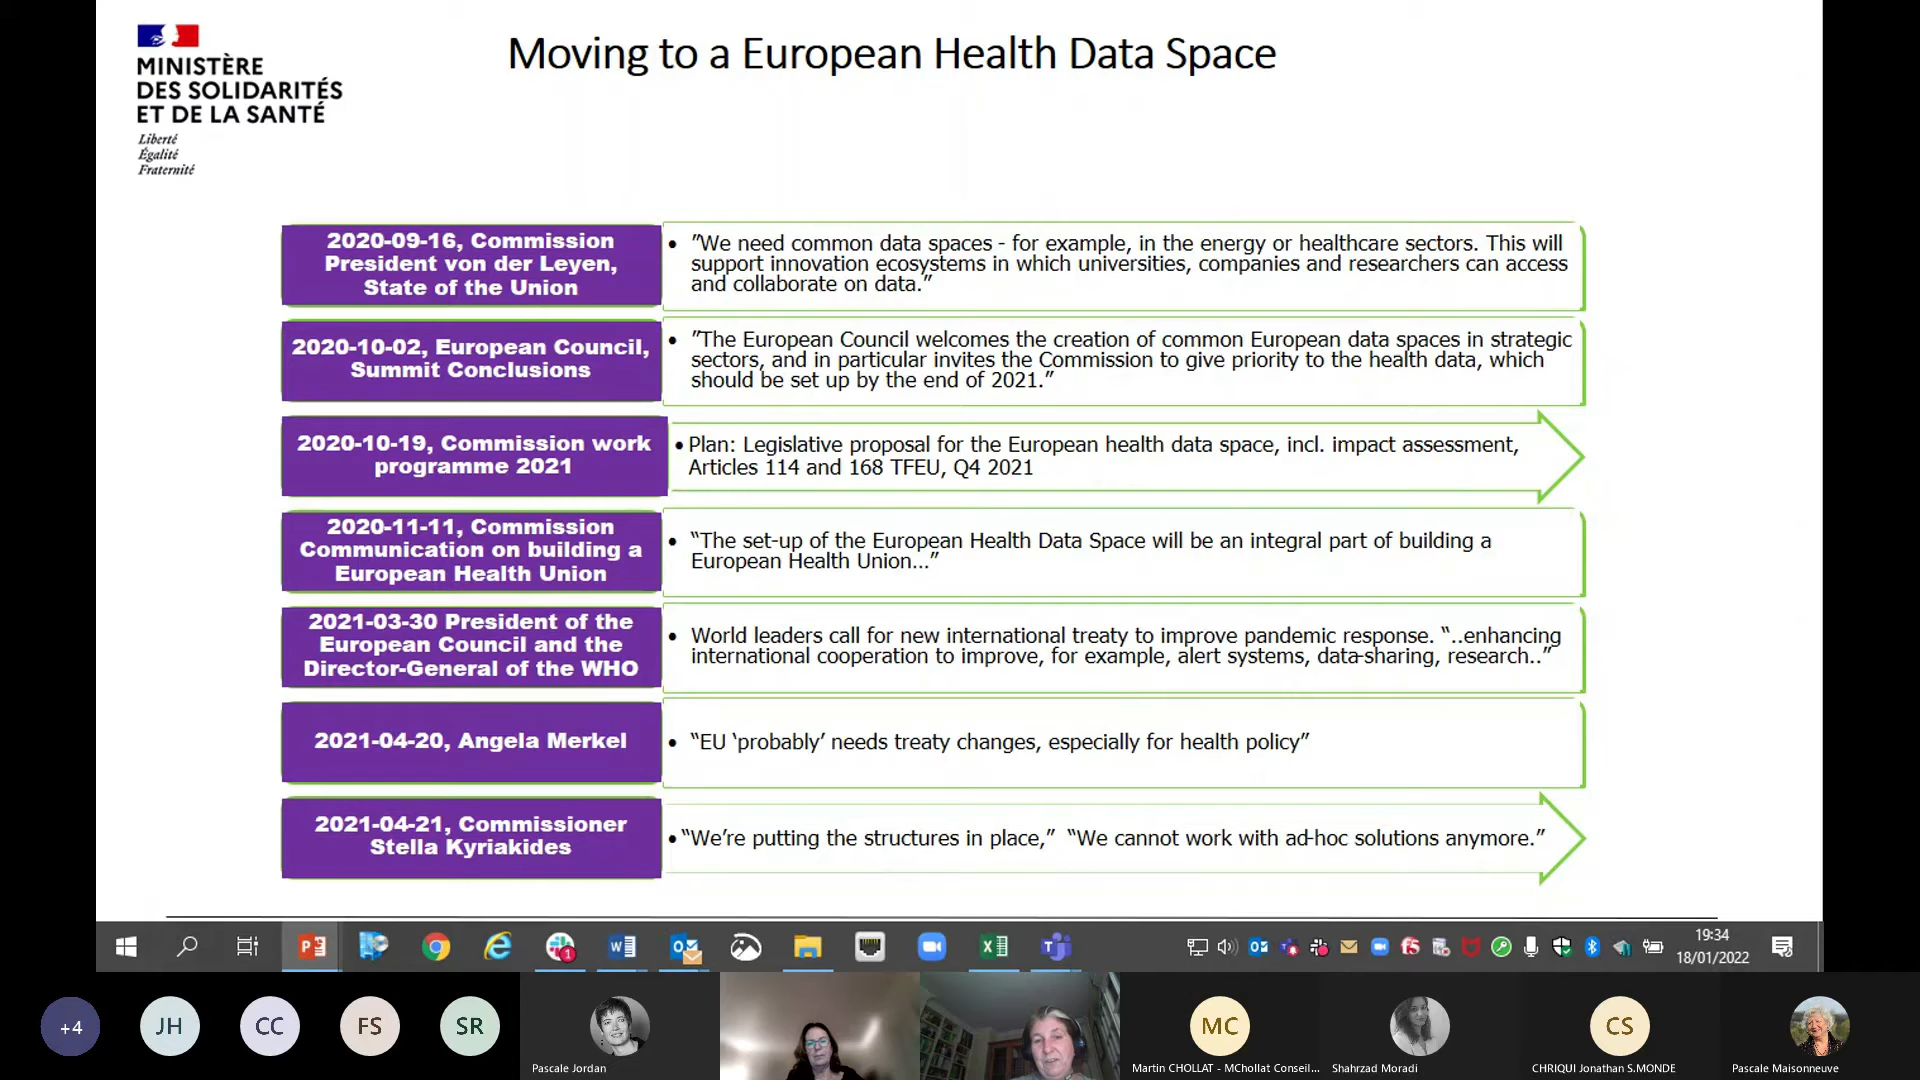 Moving to a European Health Data Space
MINISTÈRE
DES SOLIDARITÉS
ET DE LA SANTÉ
Liberté
Égalité
Fraternité
2020-09-16, Commission
President von der Leyen,
State of the Union
• ”We need common data spaces - for example, in the energy or healthcare sectors. This will
support innovation ecosystems in which universities, companies and researchers can access
and collaborate on data.”
2020-10-02, European Council,
Summit Conclusions
• ”The European Council welcomes the creation of common European data spaces in strategic
sectors, and in particular invites the Commission to give priority to the health data, which
should be set up by the end of 2021.”
2020-10-19, Commission work
programme 2021
• Plan: Legislative proposal for the European health data space, incl. impact assessment,
Articles 114 and 168 TFEU, Q4 2021
2020-11-11, Commission
Communication on building a
European Health Union
• “The set-up of the European Health Data Space will be an integral part of building a
European Health Union...”
2021-03-30 President of the
European Council and the
Director-General of the WHO
• World leaders call for new international treaty to improve pandemic response. “..enhancing
international cooperation to improve, for example, alert systems, data-sharing, research..”
2021-04-20, Angela Merkel
• “EU ‘probably’ needs treaty changes, especially for health policy”
2021-04-21, Commissioner
Stella Kyriakides
• “We’re putting the structures in place,” “We cannot work with ad-hoc solutions anymore.”
19:34
18/01/2022
+4
JH
CC
FS
SR
Pascale Jordan
MC
Martin CHOLLAT - MChollat Conseil...
Shahrzad Moradi
CS
CHRIQUI Jonathan S.MONDE
Pascale Maisonneuve